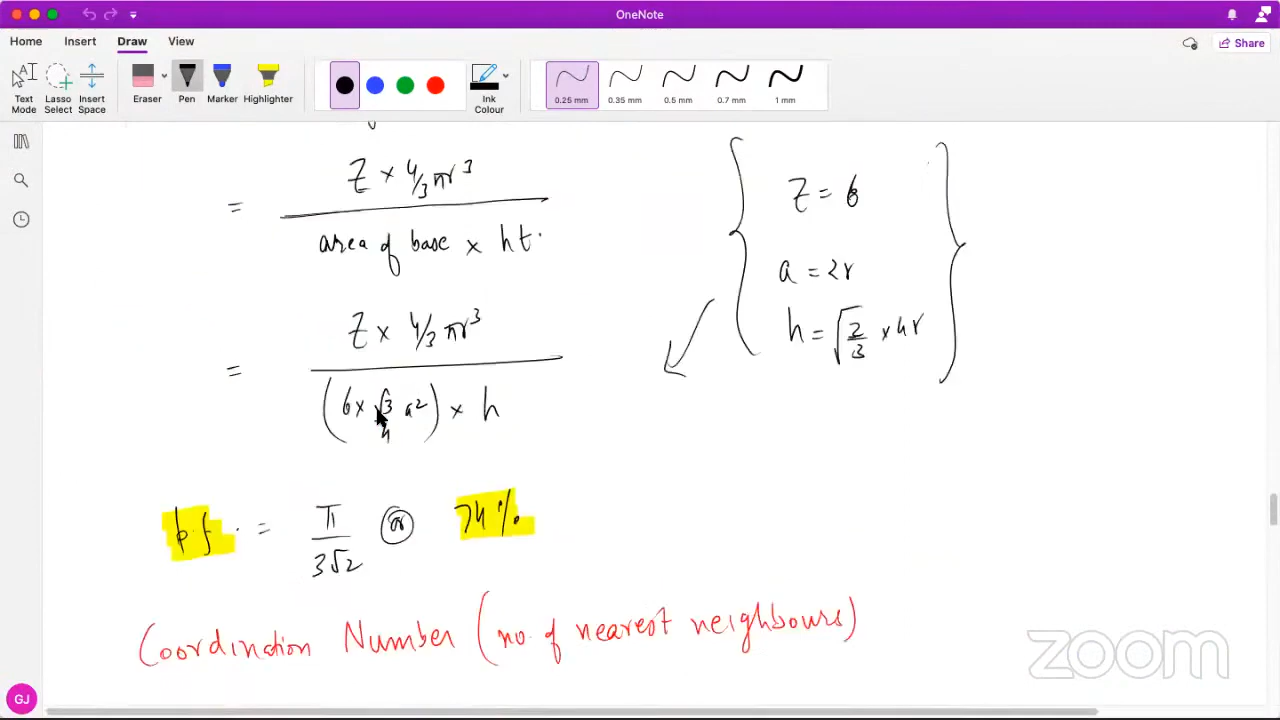 OneNote
Home Insert Draw View
Share
Text Mode
Lasso Select
Insert Space
Eraser
Pen
Marker
Highlighter
Ink Colour
0.25 mm
0.35 mm
0.5 mm
0.7 mm
1 mm
= Z × 4/3 πr³
area of base × ht.
= Z × 4/3 πr³
(6 × √3/4 a²) × h
Z = 6
a = 2r
h = √2/3 × 4r
p.f. = π/3√2 or 74%
Coordination Number (no. of nearest neighbours)
GJ
zoom